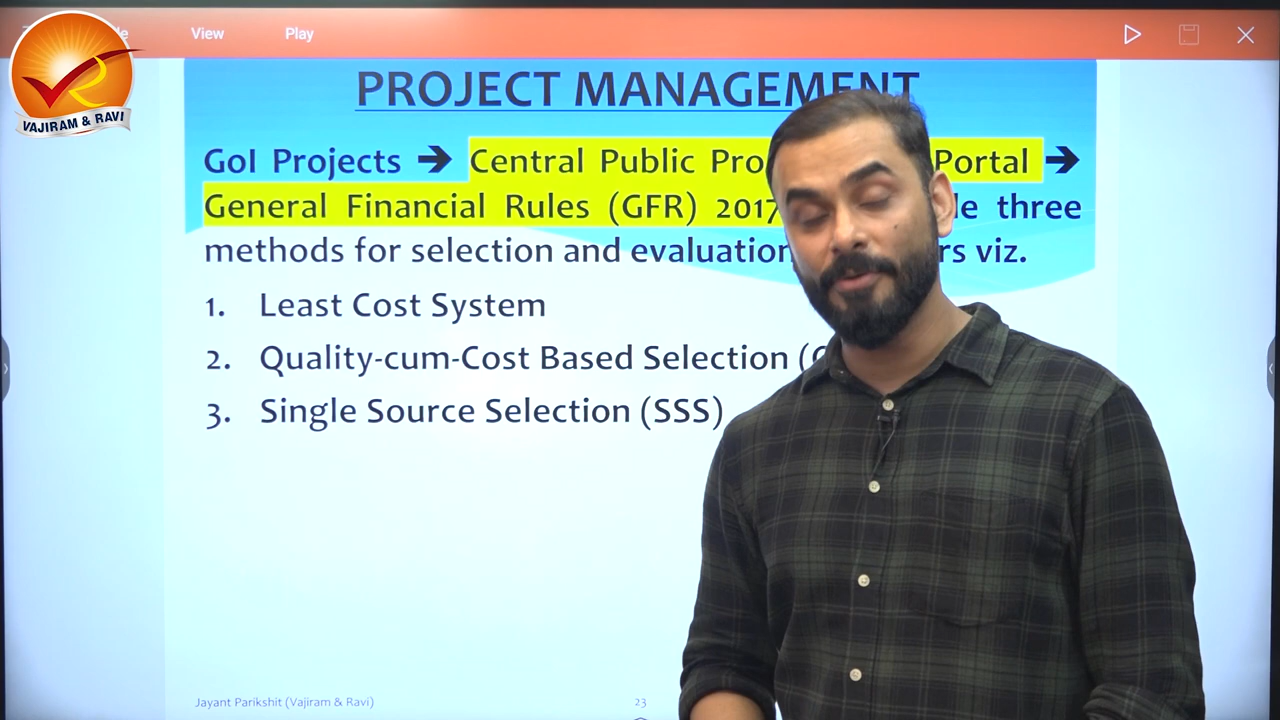 View Play
VAJIRAM & RAVI
PROJECT MANAGEMENT
GoI Projects ➔ Central Public Portal ➔
General Financial Rules (GFR) 2017 three
methods for selection and evaluation viz.
1. Least Cost System
2. Quality-cum-Cost Based Selection
3. Single Source Selection (SSS)
Jayant Parikshit (Vajiram & Ravi) 23